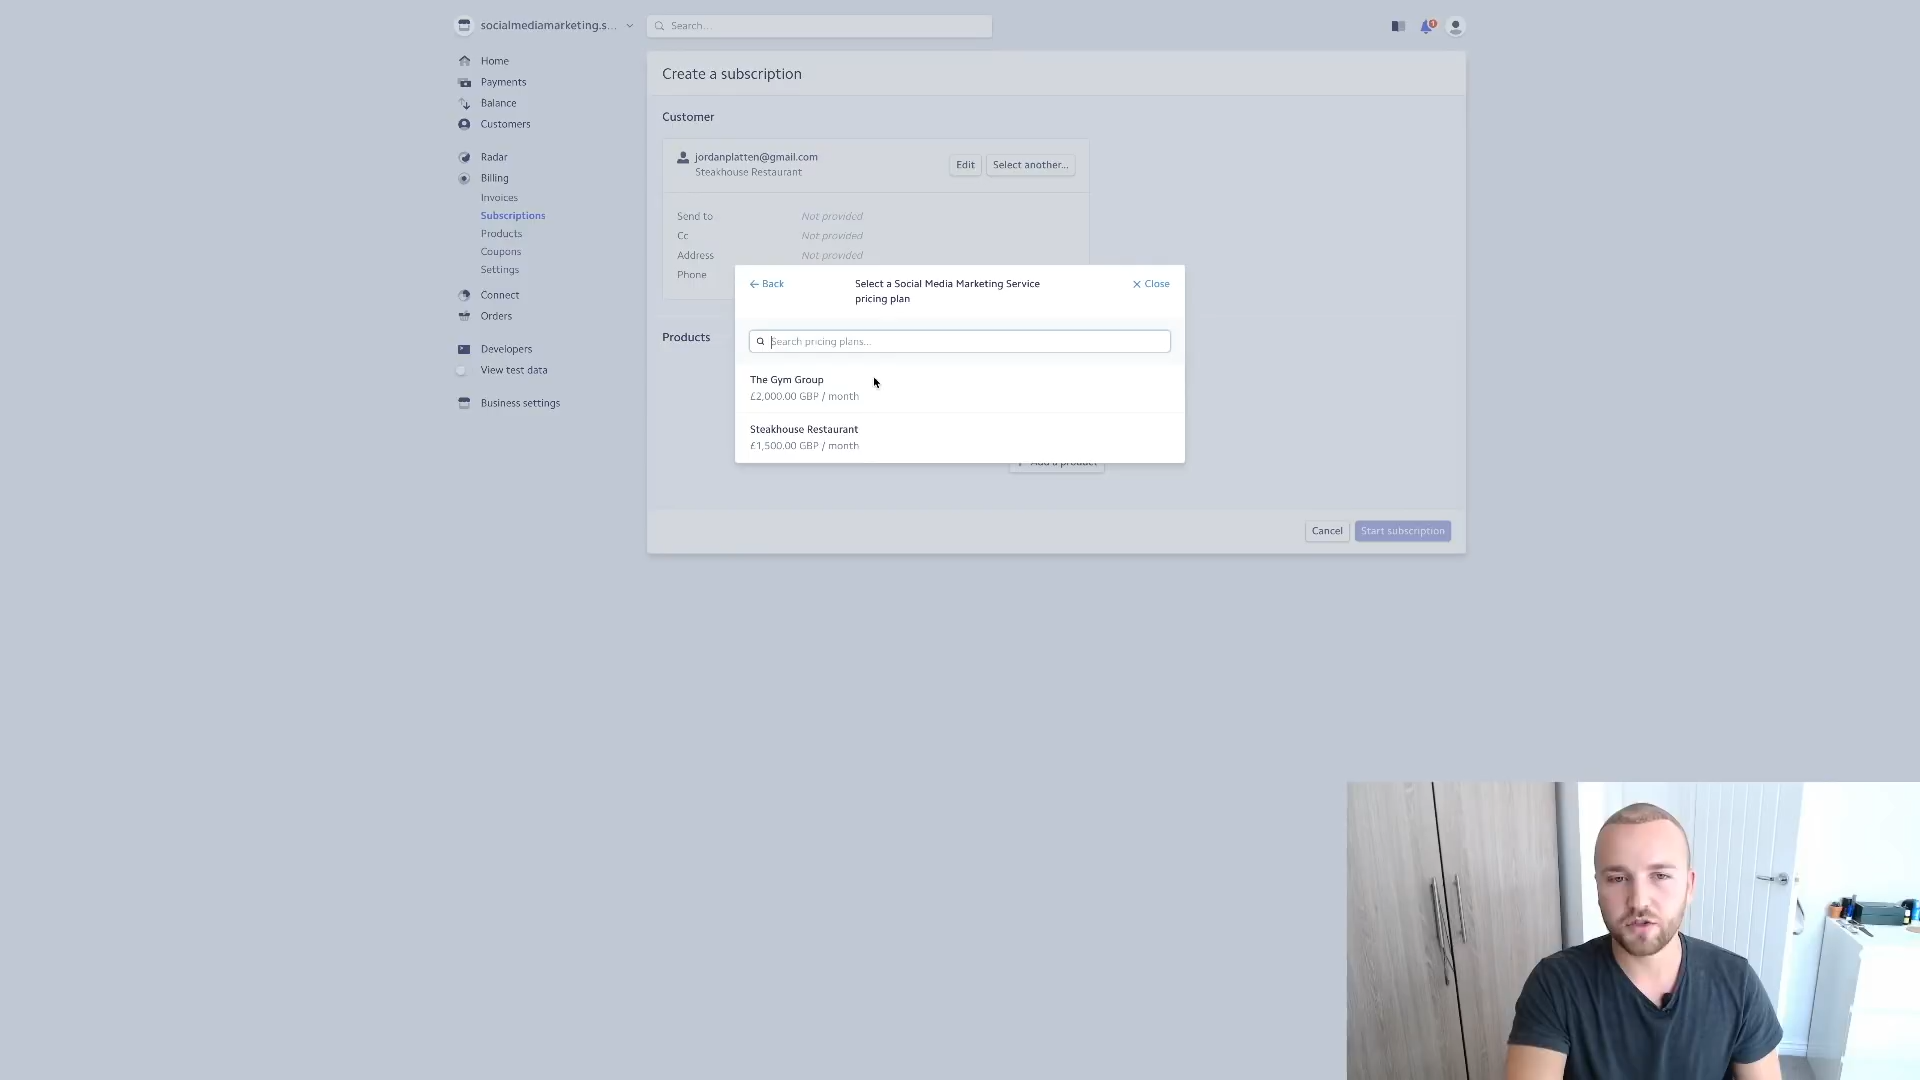 socialmediamarketing.s...
Search...
1
Home
Payments
Balance
Customers
Radar
Billing
Invoices
Subscriptions
Products
Coupons
Settings
Connect
Orders
Developers
View test data
Business settings
Create a subscription
Customer
jordanplatten@gmail.com
Steakhouse Restaurant
Edit
Select another...
Send to Not provided
Cc Not provided
Address Not provided
Phone
Products
Back
Select a Social Media Marketing Service
pricing plan
Close
Search pricing plans...
The Gym Group
£2,000.00 GBP / month
Steakhouse Restaurant
£1,500.00 GBP / month
Add a product
Cancel
Start subscription